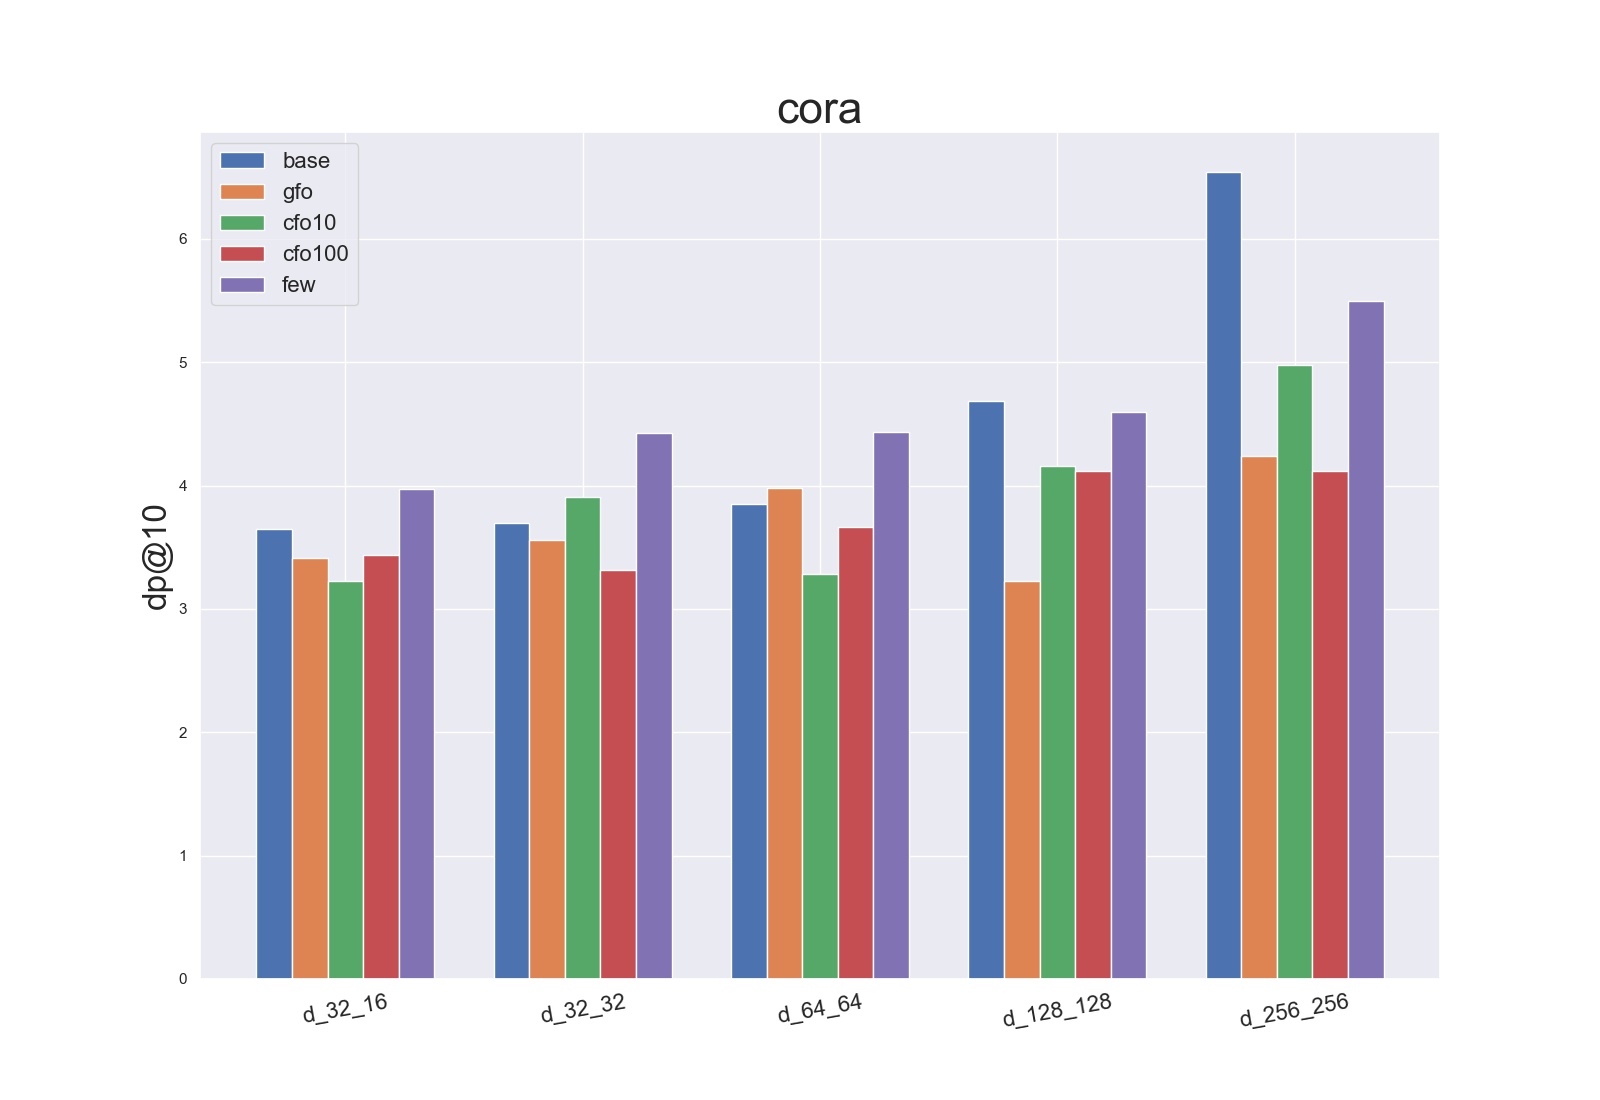 cora
base
gfo
cfo10
cfo100
few
dp@10
6
5
4
3
2
1
0
d_32_16
d_32_32
d_64_64
d_128_128
d_256_256